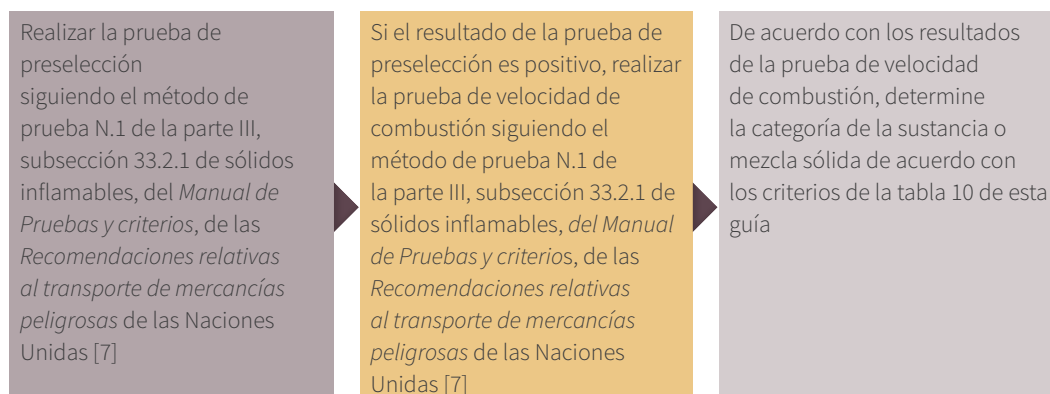 Realizar la prueba de
preselección
siguiendo el método de
prueba N.1 de la parte III,
subsección 33.2.1 de sólidos
inflamables, del Manual de
Pruebas y criterios, de las
Recomendaciones relativas
al transporte de mercancías
peligrosas de las Naciones
Unidas [7]
Si el resultado de la prueba de
preselección es positivo, realizar
la prueba de velocidad de
combustión siguiendo el
método de prueba N.1 de
la parte III, subsección 33.2.1 de
sólidos inflamables, del Manual
de Pruebas y criterios, de las
Recomendaciones relativas
al transporte de mercancías
peligrosas de las Naciones
Unidas [7]
De acuerdo con los resultados
de la prueba de velocidad
de combustión, determine
la categoría de la sustancia o
mezcla sólida de acuerdo con
los criterios de la tabla 10 de esta
guía